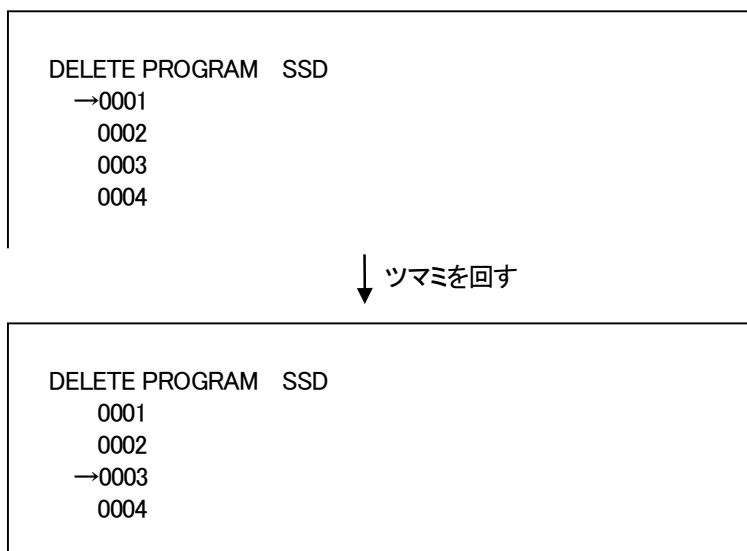 DELETE PROGRAM SSD
→0001
0002
0003
0004
ツマミを回す
DELETE PROGRAM SSD
0001
0002
→0003
0004